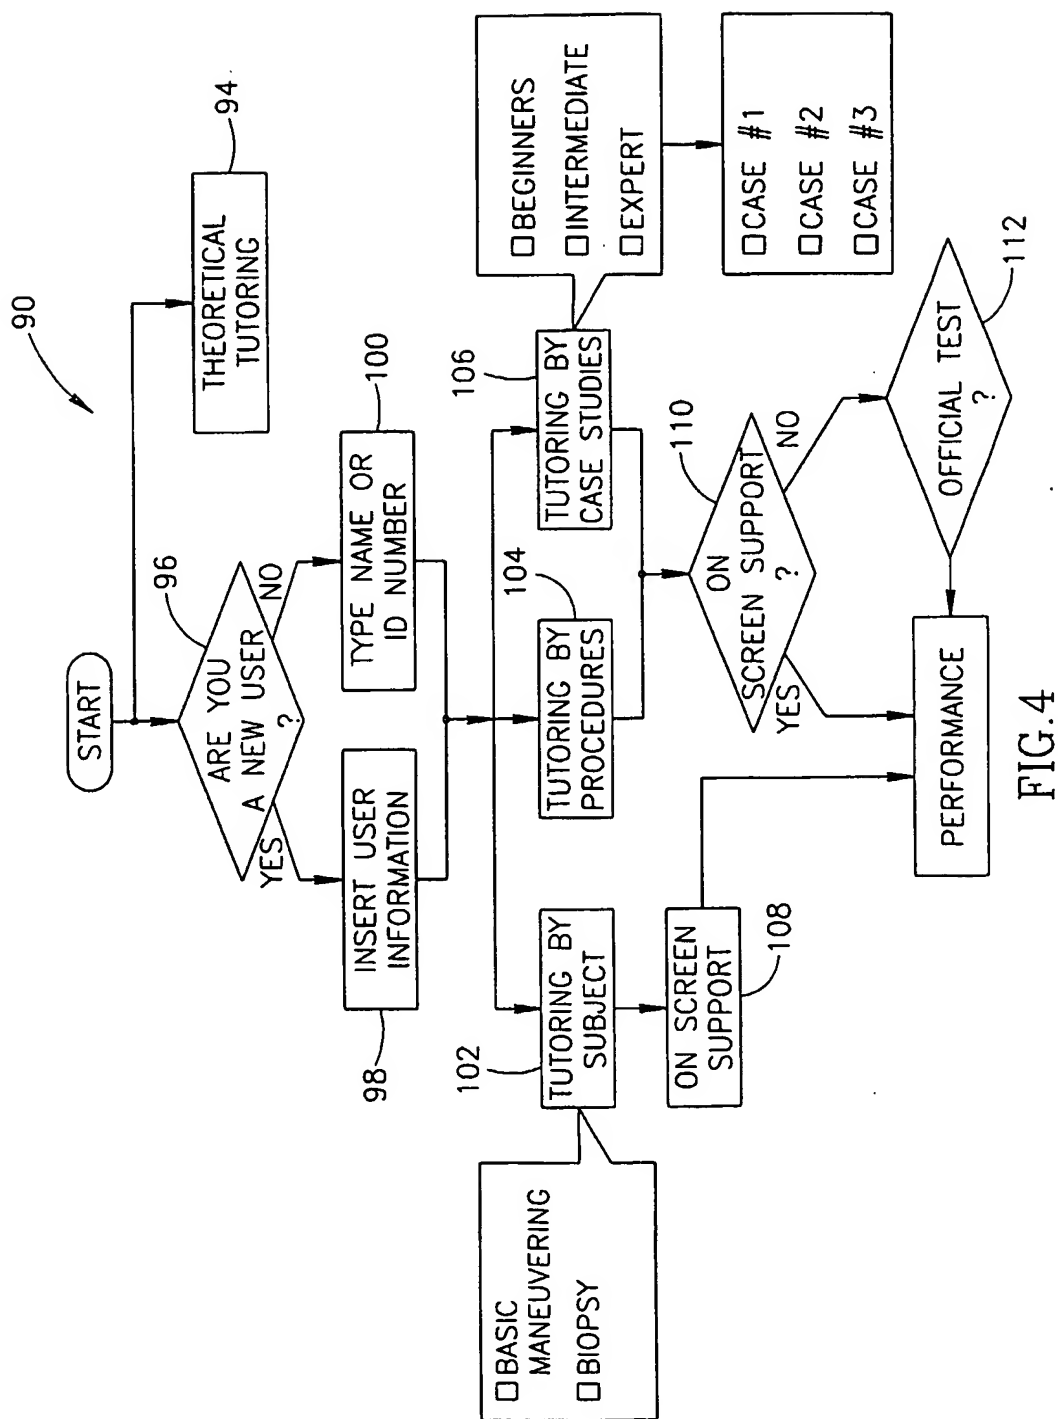 90
START
94
THEORETICAL
TUTORING
96
ARE YOU
A NEW USER
?
YES
NO
98
INSERT USER
INFORMATION
100
TYPE NAME OR
ID NUMBER
102
TUTORING BY
SUBJECT
104
TUTORING BY
PROCEDURES
106
TUTORING BY
CASE STUDIES
BASIC
MANEUVERING
BIOPSY
BEGINNERS
INTERMEDIATE
EXPERT
ON SCREEN
SUPPORT
108
110
ON
SCREEN SUPPORT
?
YES
NO
CASE #1
CASE #2
CASE #3
OFFICIAL TEST
?
112
PERFORMANCE
FIG.4